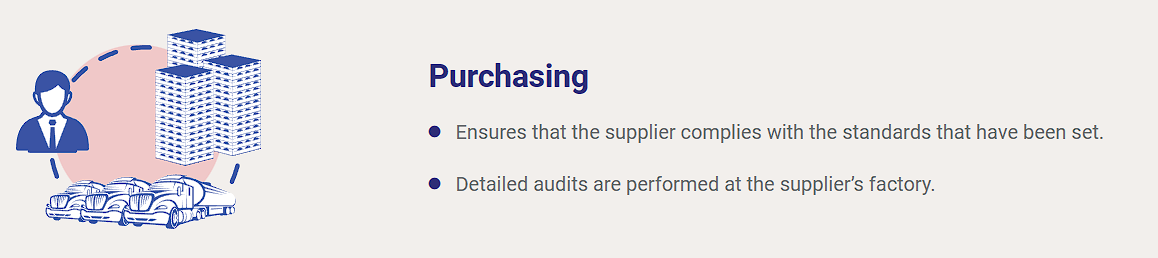 Purchasing
Ensures that the supplier complies with the standards that have been set.
Detailed audits are performed at the supplier’s factory.